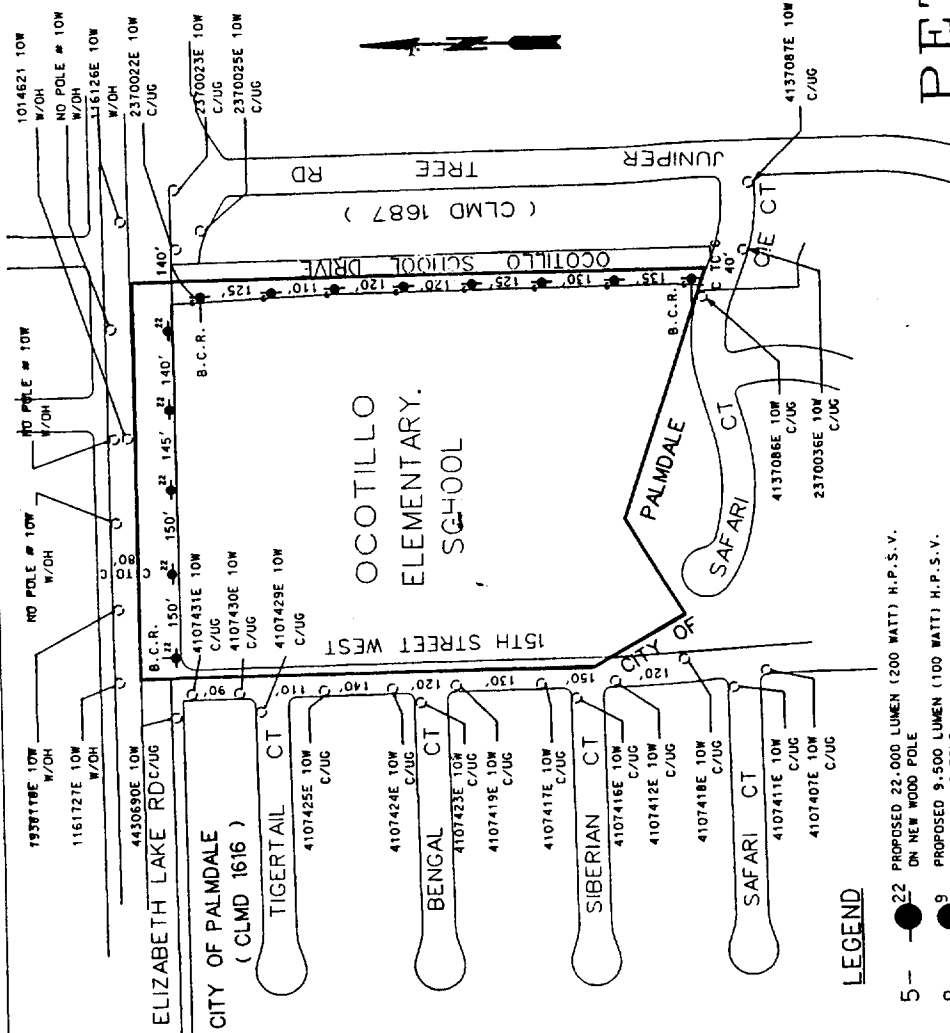 1014621 10W
W/OH
NO POLE # 10W
W/OH
116126E 10W
W/OH
2370022E 10W
C/UG
2370023E 10W
C/UG
2370025E 10W
C/UG
NO POLE # 10W
W/OH
NO POLE # 10W
W/OH
1938118E 10W
W/OH
1161727E 10W
W/OH
4430690E 10W
C/UG
ELIZABETH LAKE RD
CITY OF PALMDALE
( CLMD 1616 )
C TO C
80'
B.C.R.
22
150'
22
150'
22
145'
22
140'
22
140'
B.C.R.
4107431E 10W
C/UG
4107430E 10W
C/UG
4107429E 10W
C/UG
90'
110'
140'
120'
130'
150'
120'
TIGERTAIL CT
4107425E 10W
C/UG
4107424E 10W
C/UG
BENGAL CT
4107423E 10W
C/UG
4107419E 10W
C/UG
4107417E 10W
C/UG
SIBERIAN CT
4107416E 10W
C/UG
4107412E 10W
C/UG
4107418E 10W
C/UG
SAFARI CT
4107411E 10W
C/UG
4107407E 10W
C/UG
15TH STREET WEST
OCOTILLO
ELEMENTARY.
SCHOOL
125'
110'
120'
120'
125'
130'
135'
B.C.R.
OCOTILLO SCHOOL DRIVE
( CLMD 1687 )
JUNIPER TREE RD
4137087E 10W
C/UG
C TO C
40'
CIE CT
CITY OF PALMDALE
SAFARI CT
4137086E 10W
C/UG
2370036E 10W
C/UG
LEGEND
5- 22 PROPOSED 22.000 LUMEN (200 WATT) H.P.S.V.
ON NEW WOOD POLE
9 PROPOSED 9.500 LUMEN (100 WATT) H.P.S.V.